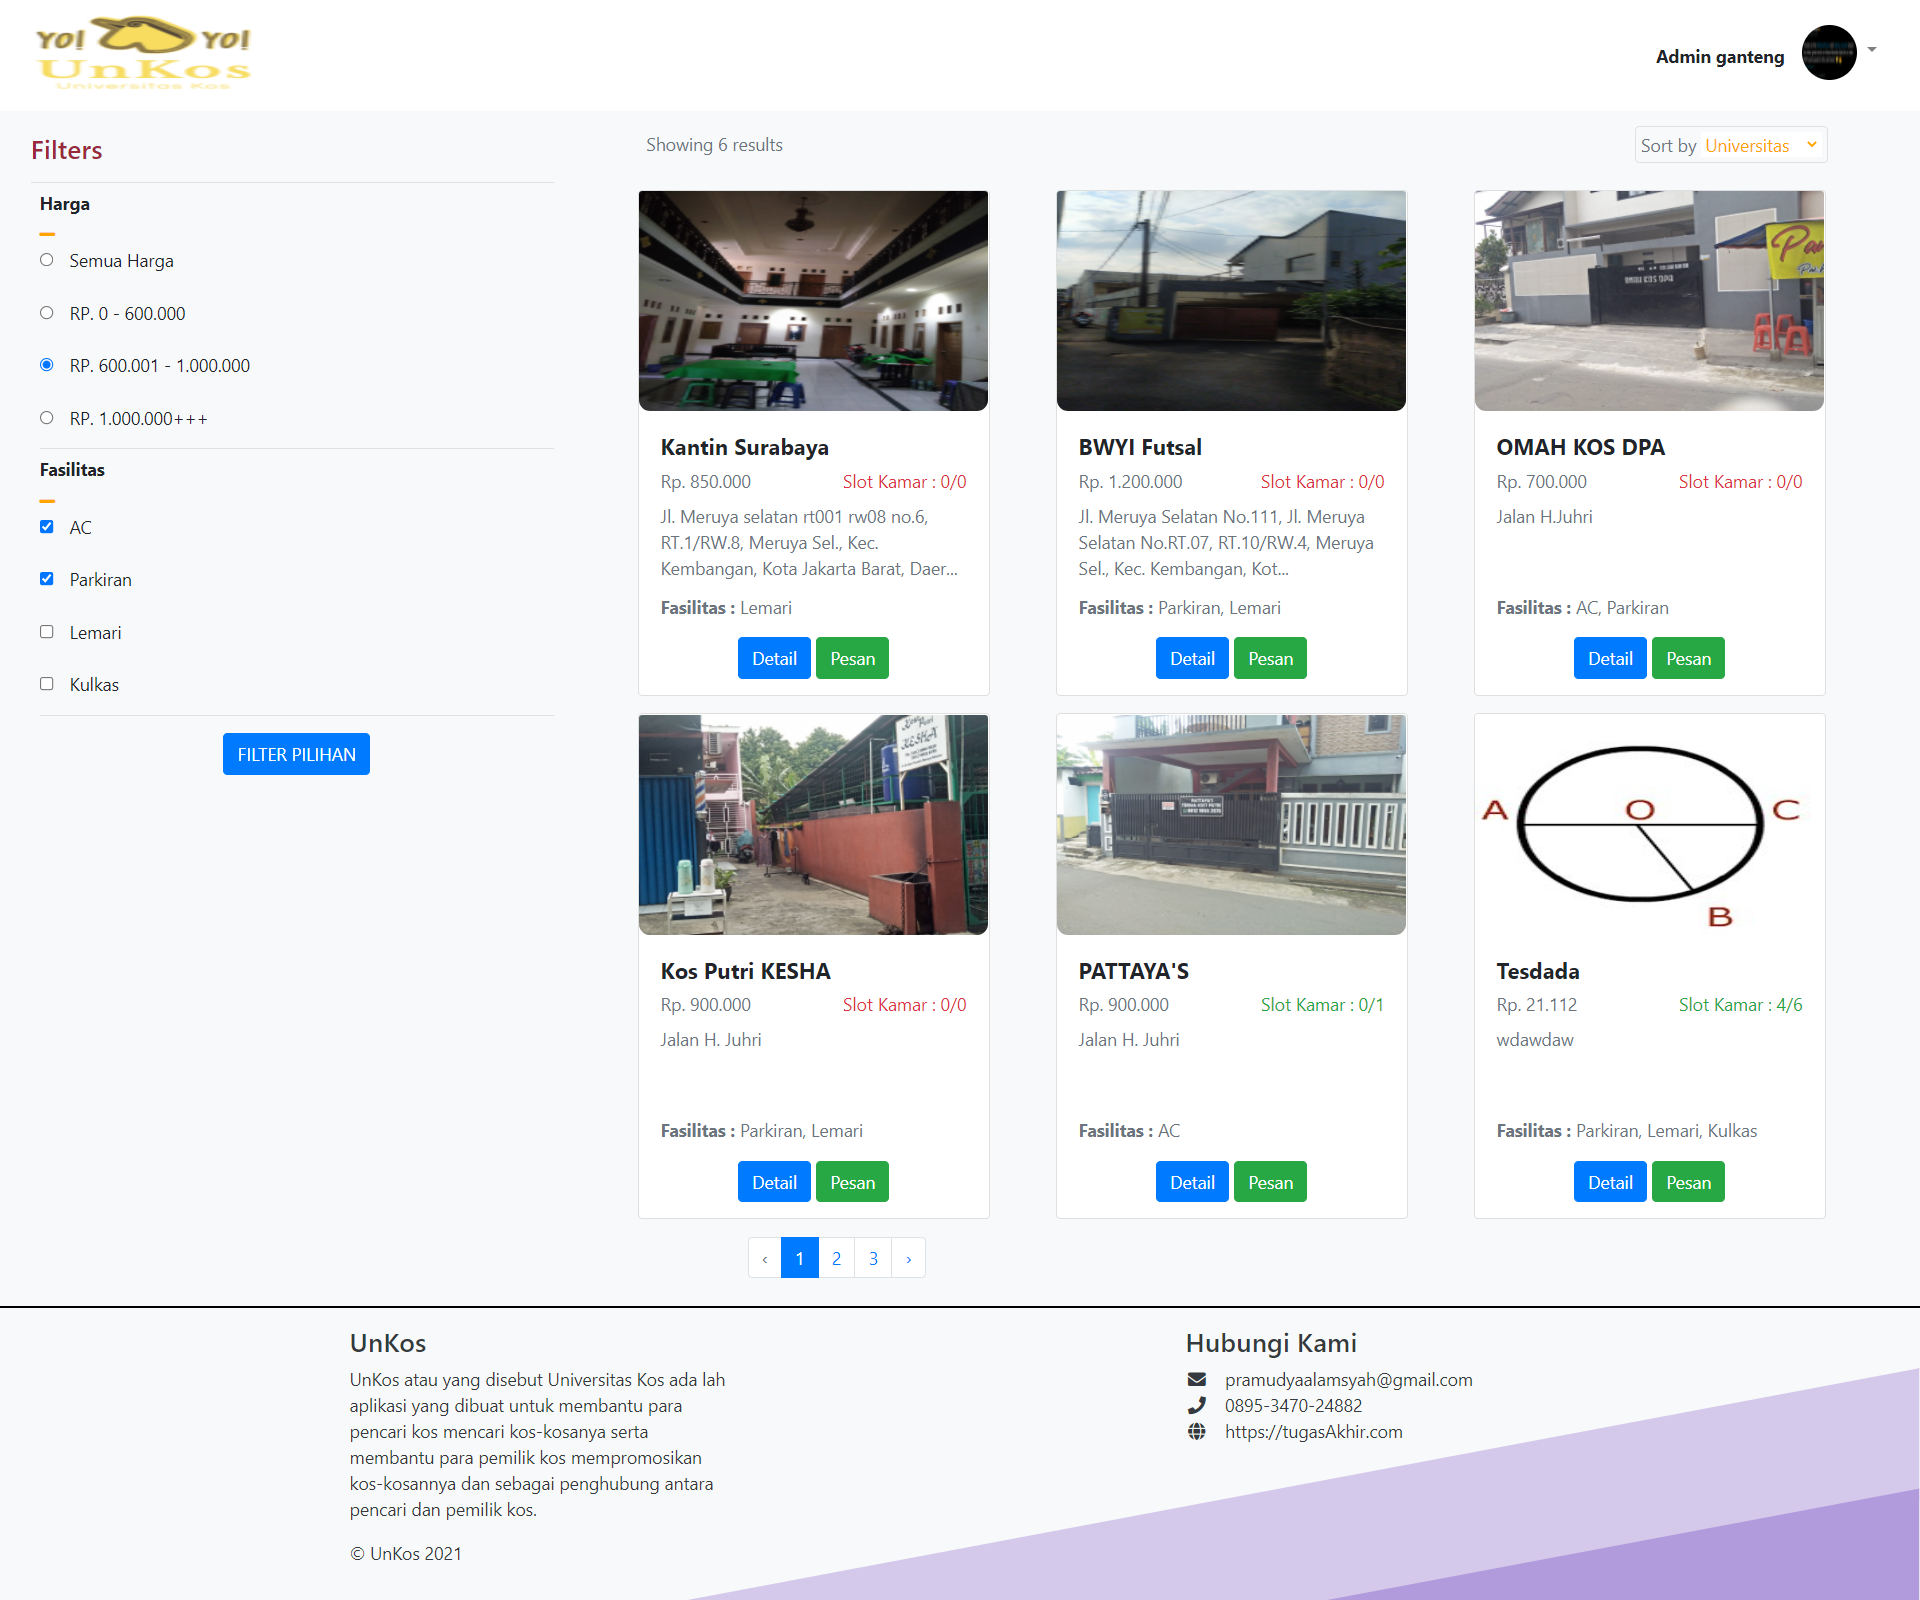 Yo! Yo!
UnKos
Universitas Kos
Admin ganteng
Filters
Harga
Semua Harga
RP. 0 - 600.000
RP. 600.001 - 1.000.000
RP. 1.000.000+++
Fasilitas
AC
Parkiran
Lemari
Kulkas
FILTER PILIHAN
Showing 6 results
Sort by Universitas
Kantin Surabaya
Rp. 850.000 Slot Kamar : 0/0
Jl. Meruya selatan rt001 rw08 no.6,
RT.1/RW.8, Meruya Sel., Kec.
Kembangan, Kota Jakarta Barat, Daer...
Fasilitas : Lemari
Detail Pesan
BWYI Futsal
Rp. 1.200.000 Slot Kamar : 0/0
Jl. Meruya Selatan No.111, Jl. Meruya
Selatan No.RT.07, RT.10/RW.4, Meruya
Sel., Kec. Kembangan, Kot...
Fasilitas : Parkiran, Lemari
Detail Pesan
OMAH KOS DPA
OMAH KOS DPA
Rp. 700.000 Slot Kamar : 0/0
Jalan H.Juhri
Fasilitas : AC, Parkiran
Detail Pesan
Kos Putri
KESHA
Kos Putri KESHA
Rp. 900.000 Slot Kamar : 0/0
Jalan H. Juhri
Fasilitas : Parkiran, Lemari
Detail Pesan
PATTAYA'S
PATTAYA'S
Rp. 900.000 Slot Kamar : 0/1
Jalan H. Juhri
Fasilitas : AC
Detail Pesan
A O C
B
Tesdada
Rp. 21.112 Slot Kamar : 4/6
wdawdaw
Fasilitas : Parkiran, Lemari, Kulkas
Detail Pesan
‹ 1 2 3 ›
UnKos
UnKos atau yang disebut Universitas Kos ada lah
aplikasi yang dibuat untuk membantu para
pencari kos mencari kos-kosanya serta
membantu para pemilik kos mempromosikan
kos-kosannya dan sebagai penghubung antara
pencari dan pemilik kos.
© UnKos 2021
Hubungi Kami
pramudyaalamsyah@gmail.com
0895-3470-24882
https://tugasAkhir.com